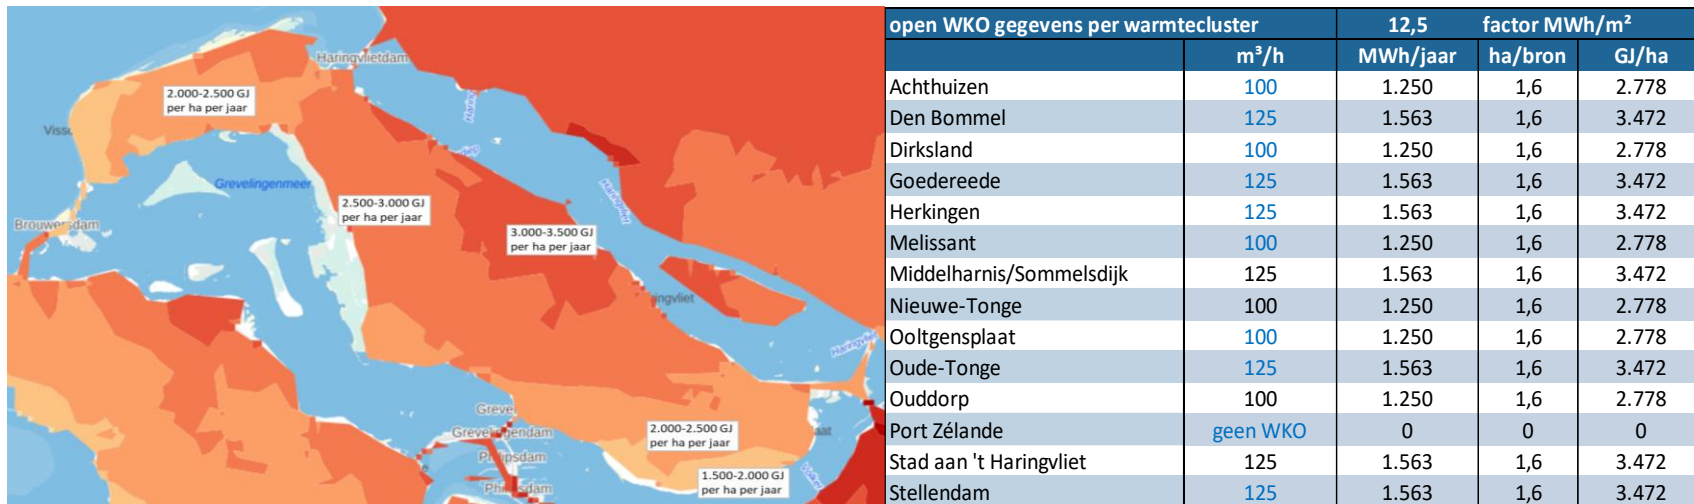 Haringvlietdam
2.000-2.500 GJ
per ha per jaar
Grevelingenmeer
2.500-3.000 GJ
per ha per jaar
Brouwersdam
3.000-3.500 GJ
per ha per jaar
Haringvliet
ingvliet
Haringvliet
Grevel
Grevelingendam
2.000-2.500 GJ
per ha per jaar
aat
1.500-2.000 GJ
per ha per jaar
open WKO gegevens per warmtecluster 12,5 factor MWh/m²
m³/h MWh/jaar ha/bron GJ/ha
Achthuizen 100 1.250 1,6 2.778
Den Bommel 125 1.563 1,6 3.472
Dirksland 100 1.250 1,6 2.778
Goedereede 125 1.563 1,6 3.472
Herkingen 125 1.563 1,6 3.472
Melissant 100 1.250 1,6 2.778
Middelharnis/Sommelsdijk 125 1.563 1,6 3.472
Nieuwe-Tonge 100 1.250 1,6 2.778
Ooltgensplaat 100 1.250 1,6 2.778
Oude-Tonge 125 1.563 1,6 3.472
Ouddorp 100 1.250 1,6 2.778
Port Zélande geen WKO 0 0 0
Stad aan 't Haringvliet 125 1.563 1,6 3.472
Stellendam 125 1.563 1,6 3.472